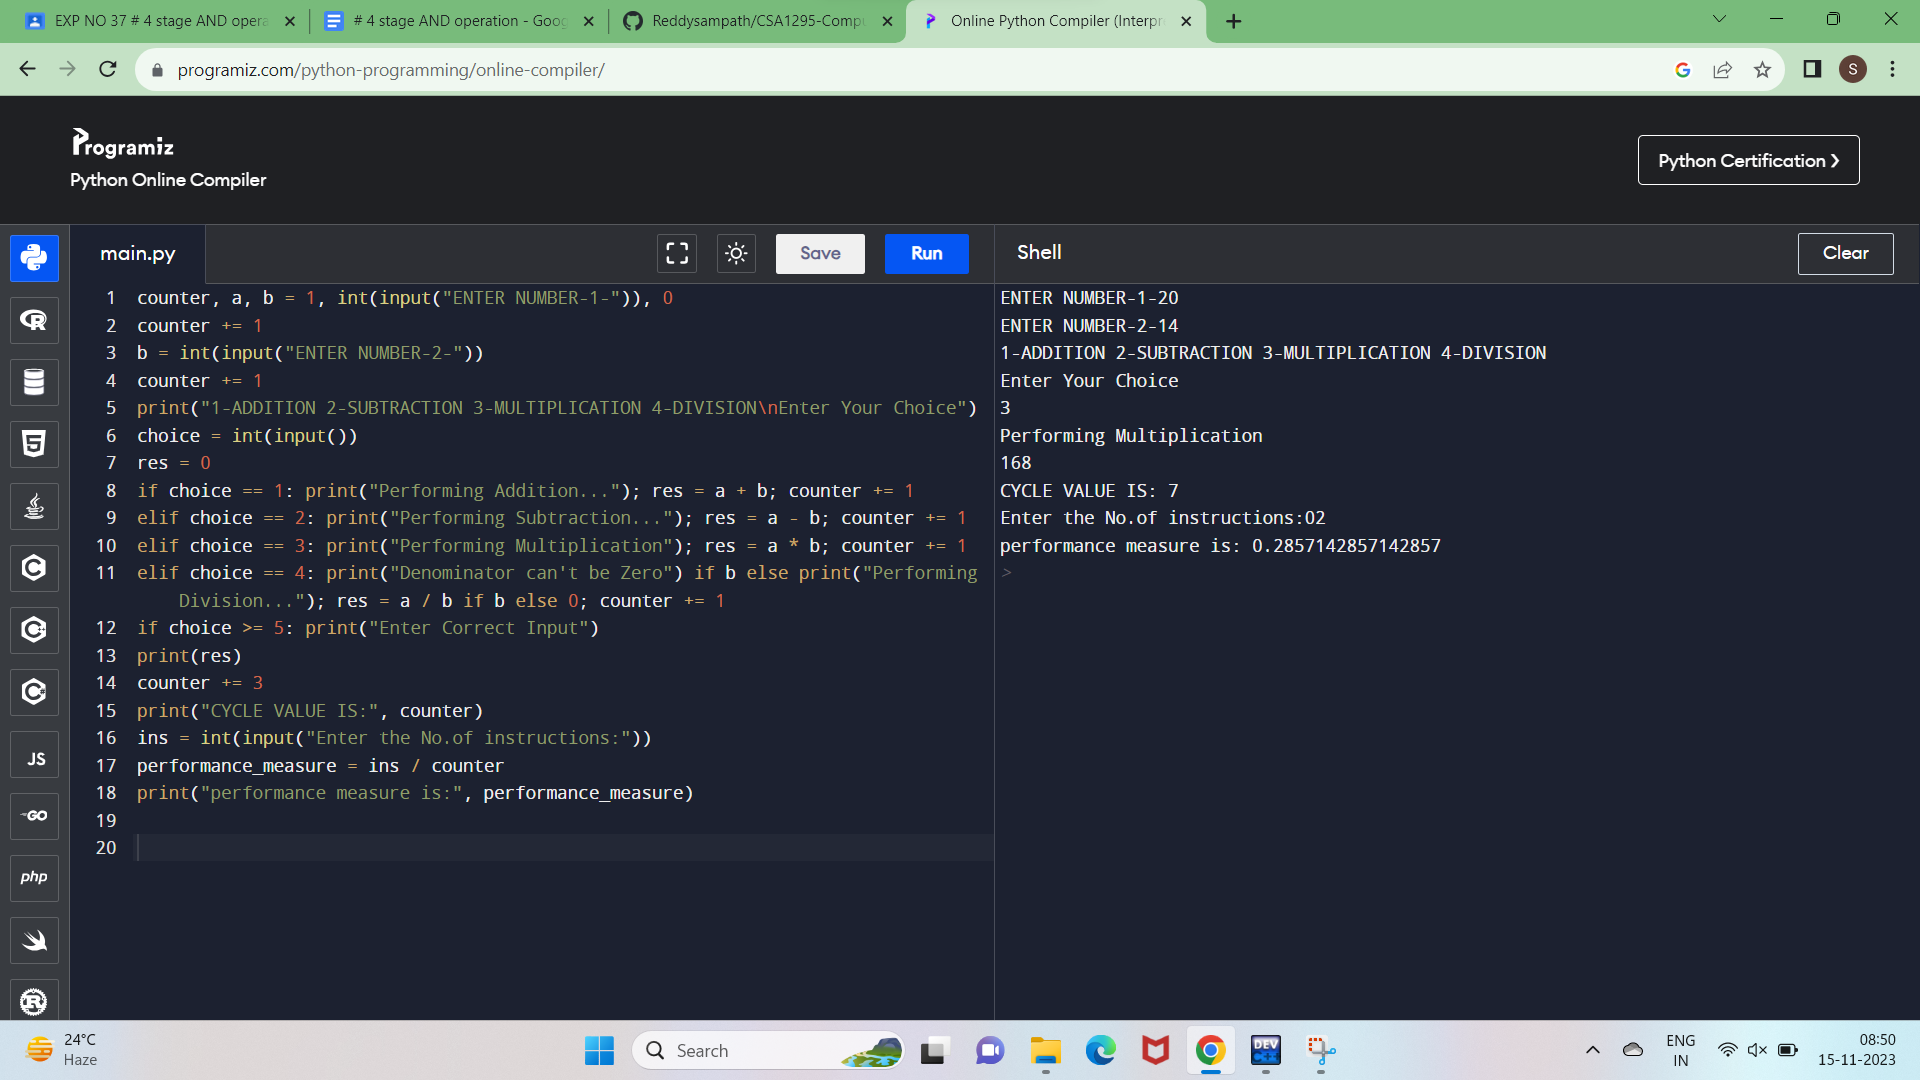 EXP NO 37 # 4 stage AND opera
# 4 stage AND operation - Goog
Reddysampath/CSA1295-Compu
Online Python Compiler (Interpr
programiz.com/python-programming/online-compiler/
S
Programiz
Python Online Compiler
Python Certification ❯
main.py
Save
Run
Shell
Clear
1 counter, a, b = 1, int(input("ENTER NUMBER-1-")), 0
2 counter += 1
3 b = int(input("ENTER NUMBER-2-"))
4 counter += 1
5 print("1-ADDITION 2-SUBTRACTION 3-MULTIPLICATION 4-DIVISION\nEnter Your Choice")
6 choice = int(input())
7 res = 0
8 if choice == 1: print("Performing Addition..."); res = a + b; counter += 1
9 elif choice == 2: print("Performing Subtraction..."); res = a - b; counter += 1
10 elif choice == 3: print("Performing Multiplication"); res = a * b; counter += 1
11 elif choice == 4: print("Denominator can't be Zero") if b else print("Performing
Division..."); res = a / b if b else 0; counter += 1
12 if choice >= 5: print("Enter Correct Input")
13 print(res)
14 counter += 3
15 print("CYCLE VALUE IS:", counter)
16 ins = int(input("Enter the No.of instructions:"))
17 performance_measure = ins / counter
18 print("performance measure is:", performance_measure)
19
20
ENTER NUMBER-1-20
ENTER NUMBER-2-14
1-ADDITION 2-SUBTRACTION 3-MULTIPLICATION 4-DIVISION
Enter Your Choice
3
Performing Multiplication
168
CYCLE VALUE IS: 7
Enter the No.of instructions:02
performance measure is: 0.2857142857142857
>
R
5
C
C
C
JS
GO
php
R
24°C
Haze
Search
DEV
C++
ENG
IN
08:50
15-11-2023